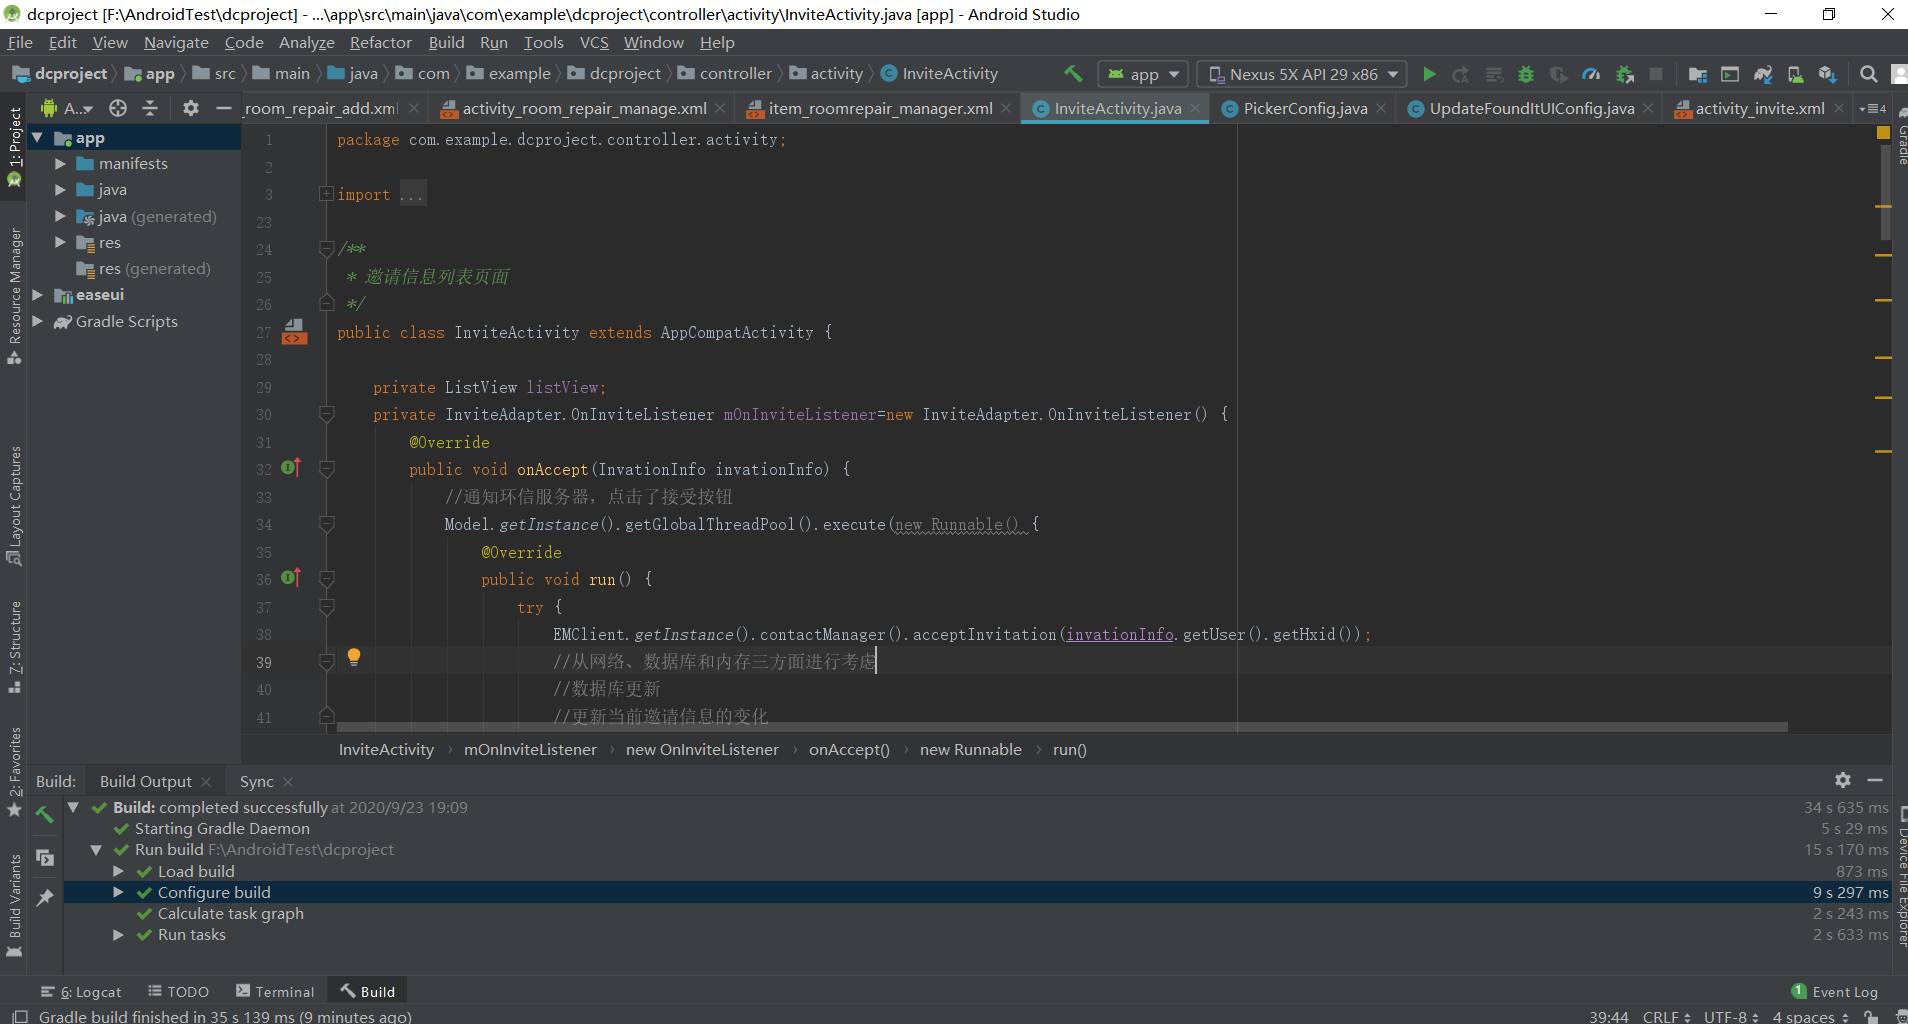 dcproject [F:\AndroidTest\dcproject] - ...\app\src\main\java\com\example\dcproject\controller\activity\InviteActivity.java [app] - Android Studio
File Edit View Navigate Code Analyze Refactor Build Run Tools VCS Window Help
dcproject app src main java com example dcproject controller activity InviteActivity app Nexus 5X API 29 x86
A... _room_repair_add.xml activity_room_repair_manage.xml item_roomrepair_manager.xml InviteActivity.java PickerConfig.java UpdateFoundItUIConfig.java activity_invite.xml 4
1: Project
Resource Manager
Layout Captures
7: Structure
2: Favorites
Build Variants
app
manifests
java
java (generated)
res
res (generated)
easeui
Gradle Scripts
1 package com.example.dcproject.controller.activity;
2
3 import ...
23
24 /**
25 * 邀请信息列表页面
26 */
27 public class InviteActivity extends AppCompatActivity {
28
29 private ListView listView;
30 private InviteAdapter.OnInviteListener mOnInviteListener=new InviteAdapter.OnInviteListener() {
31 @Override
32 public void onAccept(InvationInfo invationInfo) {
33 //通知环信服务器，点击了接受按钮
34 Model.getInstance().getGlobalThreadPool().execute(new Runnable() {
35 @Override
36 public void run() {
37 try {
38 EMClient.getInstance().contactManager().acceptInvitation(invationInfo.getUser().getHxid());
39 //从网络、数据库和内存三方面进行考虑
40 //数据库更新
41 //更新当前邀请信息的变化
InviteActivity › mOnInviteListener › new OnInviteListener › onAccept() › new Runnable › run()
Gradle
Device File Explorer
Build: Build Output Sync
Build: completed successfully at 2020/9/23 19:09 34 s 635 ms
Starting Gradle Daemon 5 s 29 ms
Run build F:\AndroidTest\dcproject 15 s 170 ms
Load build 873 ms
Configure build 9 s 297 ms
Calculate task graph 2 s 243 ms
Run tasks 2 s 633 ms
6: Logcat TODO Terminal Build 1 Event Log
Gradle build finished in 35 s 139 ms (9 minutes ago) 39:44 CRLF UTF-8 4 spaces